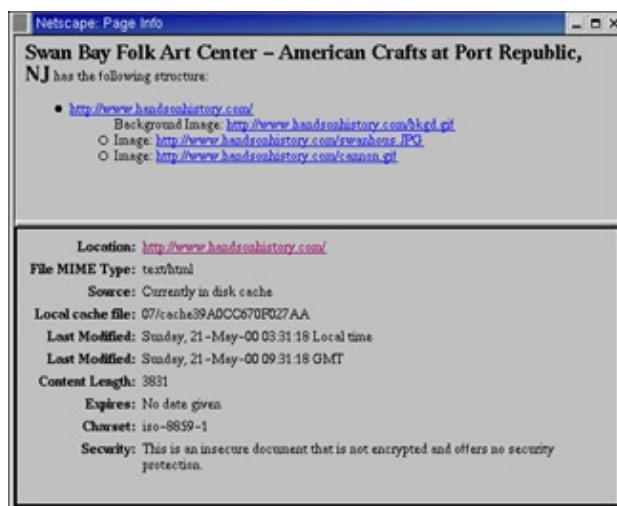 Netscape: Page Info
Swan Bay Folk Art Center – American Crafts at Port Republic,
NJ has the following structure:
http://www.handsonhistory.com/
Background Image: http://www.handsonhistory.com/bkgd.gif
Image: http://www.handsonhistory.com/swanhous.JPG
Image: http://www.handsonhistory.com/cannon.gif
Location: http://www.handsonhistory.com/
File MIME Type: text/html
Source: Currently in disk cache
Local cache file: 07/cache39A0CC670F027AA
Last Modified: Sunday, 21-May-00 03:31:18 Local time
Last Modified: Sunday, 21-May-00 09:31:18 GMT
Content Length: 3831
Expires: No date given
Charset: iso-8859-1
Security: This is an insecure document that is not encrypted and offers no security
protection.